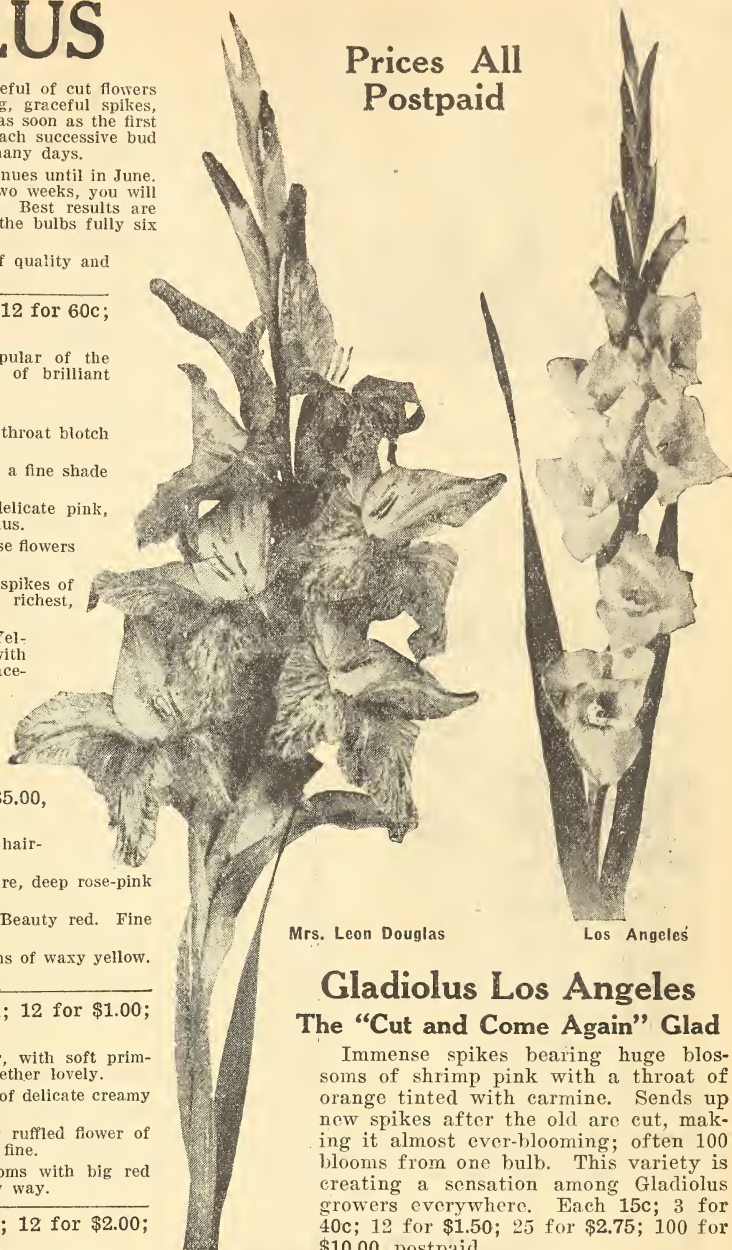 LUS
eful of cut flowers
g, graceful spikes,
as soon as the first
ach successive bud
nany days.
nues until in June.
wo weeks, you will
Best results are
the bulbs fully six
f quality and
12 for 60c;
pular of the
of brilliant
throat blotch
a fine shade
delicate pink,
us.
se flowers
spikes of
richest,
Yel-
with
ace-
$5.00,
hair-
re, deep rose-pink
Beauty red. Fine
ns of waxy yellow.
; 12 for $1.00;
, with soft prim-
ether lovely.
of delicate creamy
ruffled flower of
fine.
oms with big red
way.
; 12 for $2.00;
Prices All
Postpaid
Mrs. Leon Douglas
Los Angeles
Gladiolus Los Angeles
The "Cut and Come Again" Glad
Immense spikes bearing huge blos-
soms of shrimp pink with a throat of
orange tinted with carmine. Sends up
new spikes after the old are cut, mak-
ing it almost ever-blooming; often 100
blooms from one bulb. This variety is
creating a sensation among Gladiolus
growers everywhere. Each 15c; 3 for
40c; 12 for $1.50; 25 for $2.75; 100 for
$10.00, postpaid